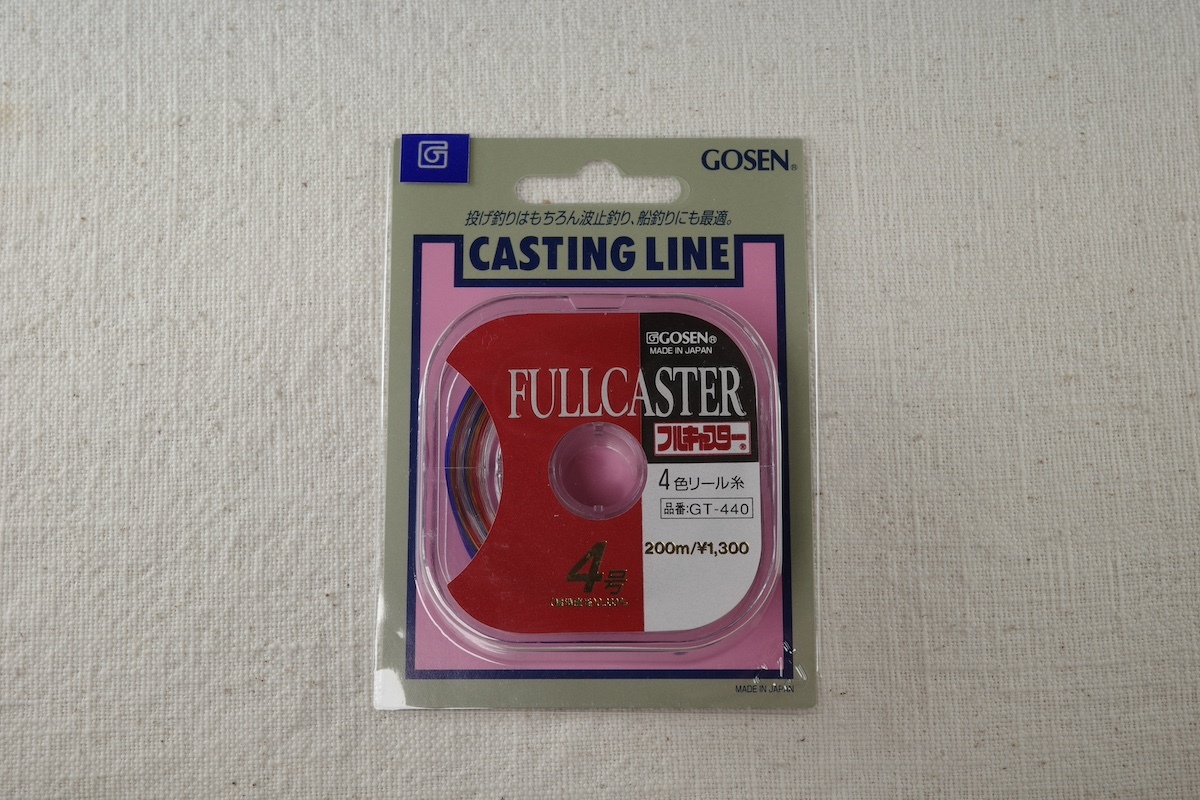 GOSEN®
投げ釣りはもちろん波止釣り、船釣りにも最適。
CASTING LINE
GOSEN®
MADE IN JAPAN
FULLCASTER
フルキャスター®
4色リール糸
品番:GT-440
200m/¥1,300
4号
MADE IN JAPAN